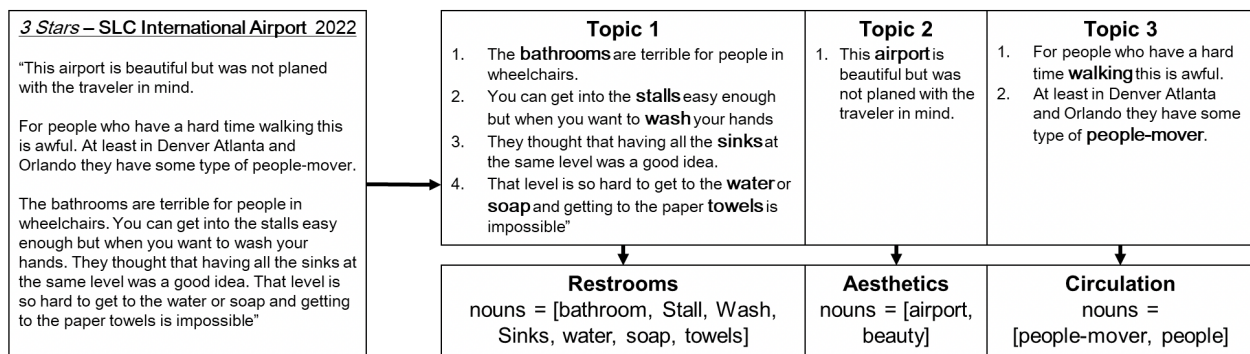 3 Stars – SLC International Airport 2022
“This airport is beautiful but was not planed
with the traveler in mind.
For people who have a hard time walking this
is awful. At least in Denver Atlanta and
Orlando they have some type of people-mover.
The bathrooms are terrible for people in
wheelchairs. You can get into the stalls easy
enough but when you want to wash your
hands. They thought that having all the sinks at
the same level was a good idea. That level is
so hard to get to the water or soap and getting
to the paper towels is impossible”
Topic 1
1. The bathrooms are terrible for people in
wheelchairs.
2. You can get into the stalls easy enough
but when you want to wash your hands
3. They thought that having all the sinks at
the same level was a good idea.
4. That level is so hard to get to the water or
soap and getting to the paper towels is
impossible”
Topic 2
1. This airport is
beautiful but was
not planed with the
traveler in mind.
Topic 3
1. For people who have a hard
time walking this is awful.
2. At least in Denver Atlanta
and Orlando they have some
type of people-mover.
Restrooms
nouns = [bathroom, Stall, Wash,
Sinks, water, soap, towels]
Aesthetics
nouns = [airport,
beauty]
Circulation
nouns =
[people-mover, people]